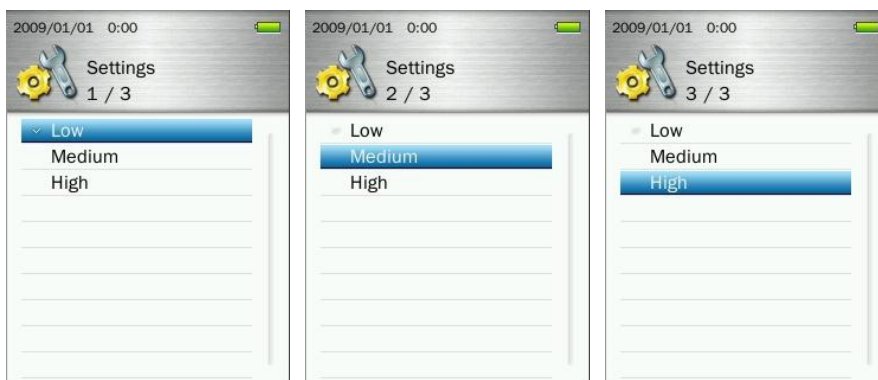 2009/01/01 0:00
Settings
1 / 3
Low
Medium
High
2009/01/01 0:00
Settings
2 / 3
Low
Medium
High
2009/01/01 0:00
Settings
3 / 3
Low
Medium
High